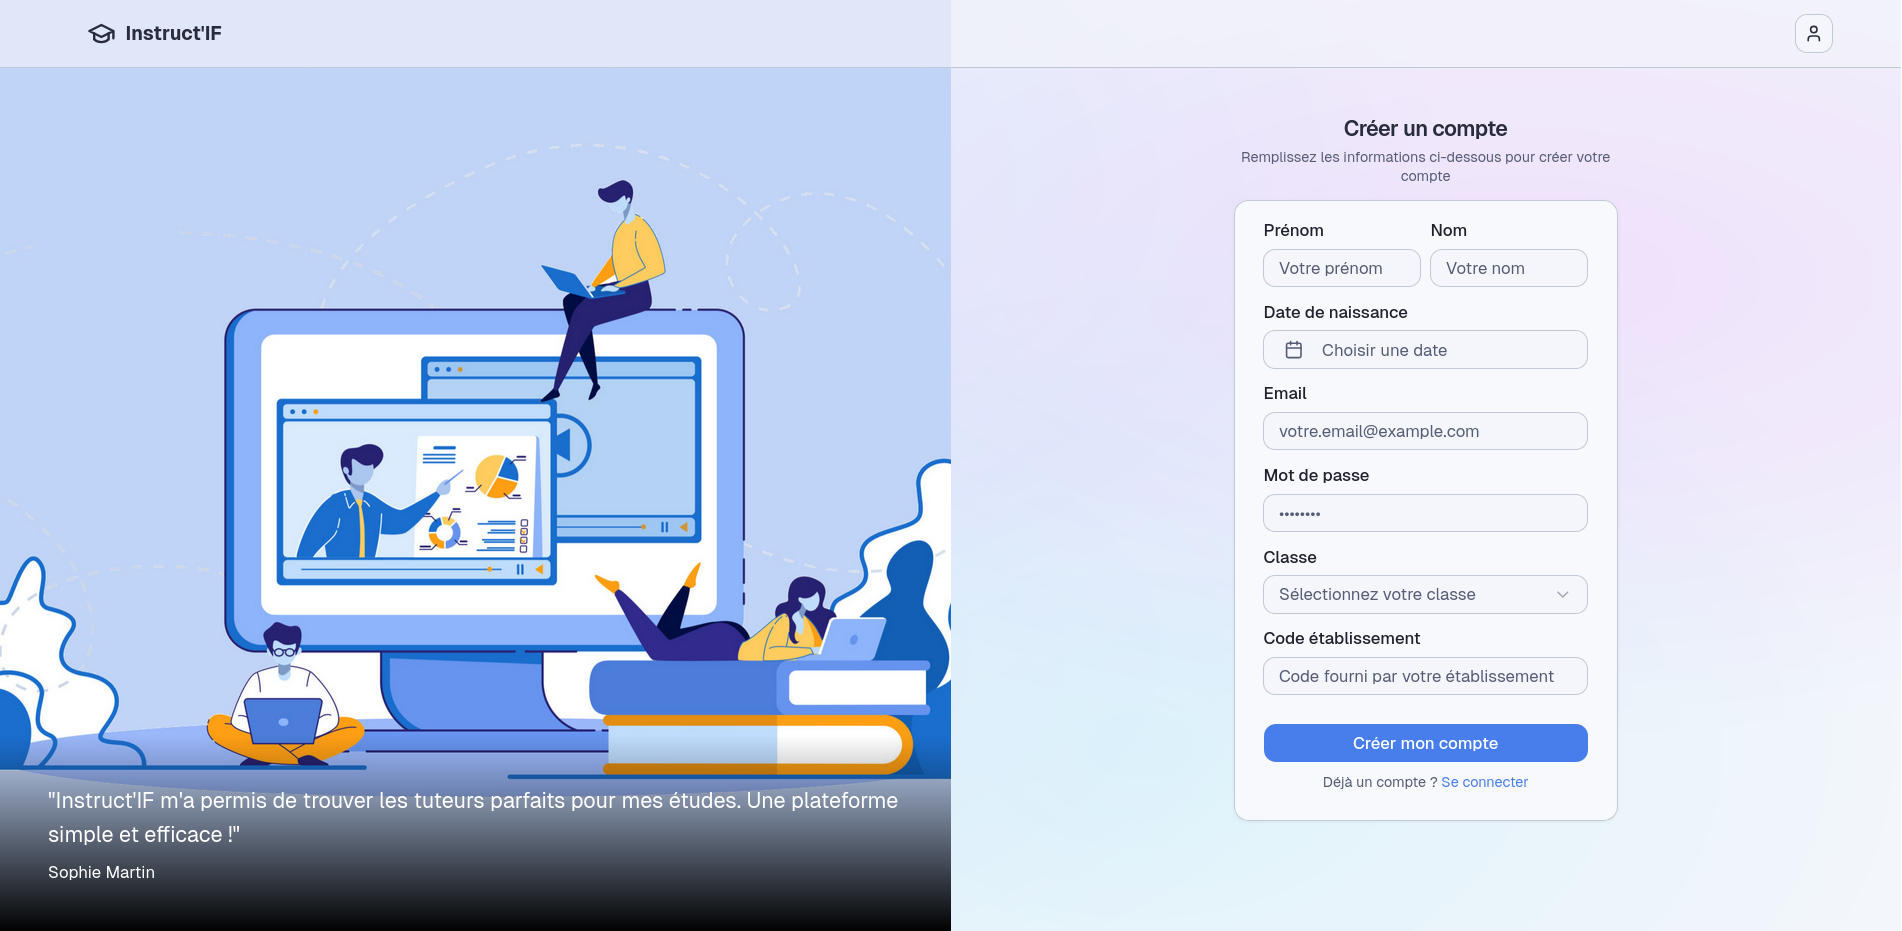 Instruct'IF
"Instruct'IF m'a permis de trouver les tuteurs parfaits pour mes études. Une plateforme
simple et efficace !"
Sophie Martin
Créer un compte
Remplissez les informations ci-dessous pour créer votre
compte
Prénom Nom
Votre prénom Votre nom
Date de naissance
Choisir une date
Email
votre.email@example.com
Mot de passe
••••••••
Classe
Sélectionnez votre classe
Code établissement
Code fourni par votre établissement
Créer mon compte
Déjà un compte ? Se connecter